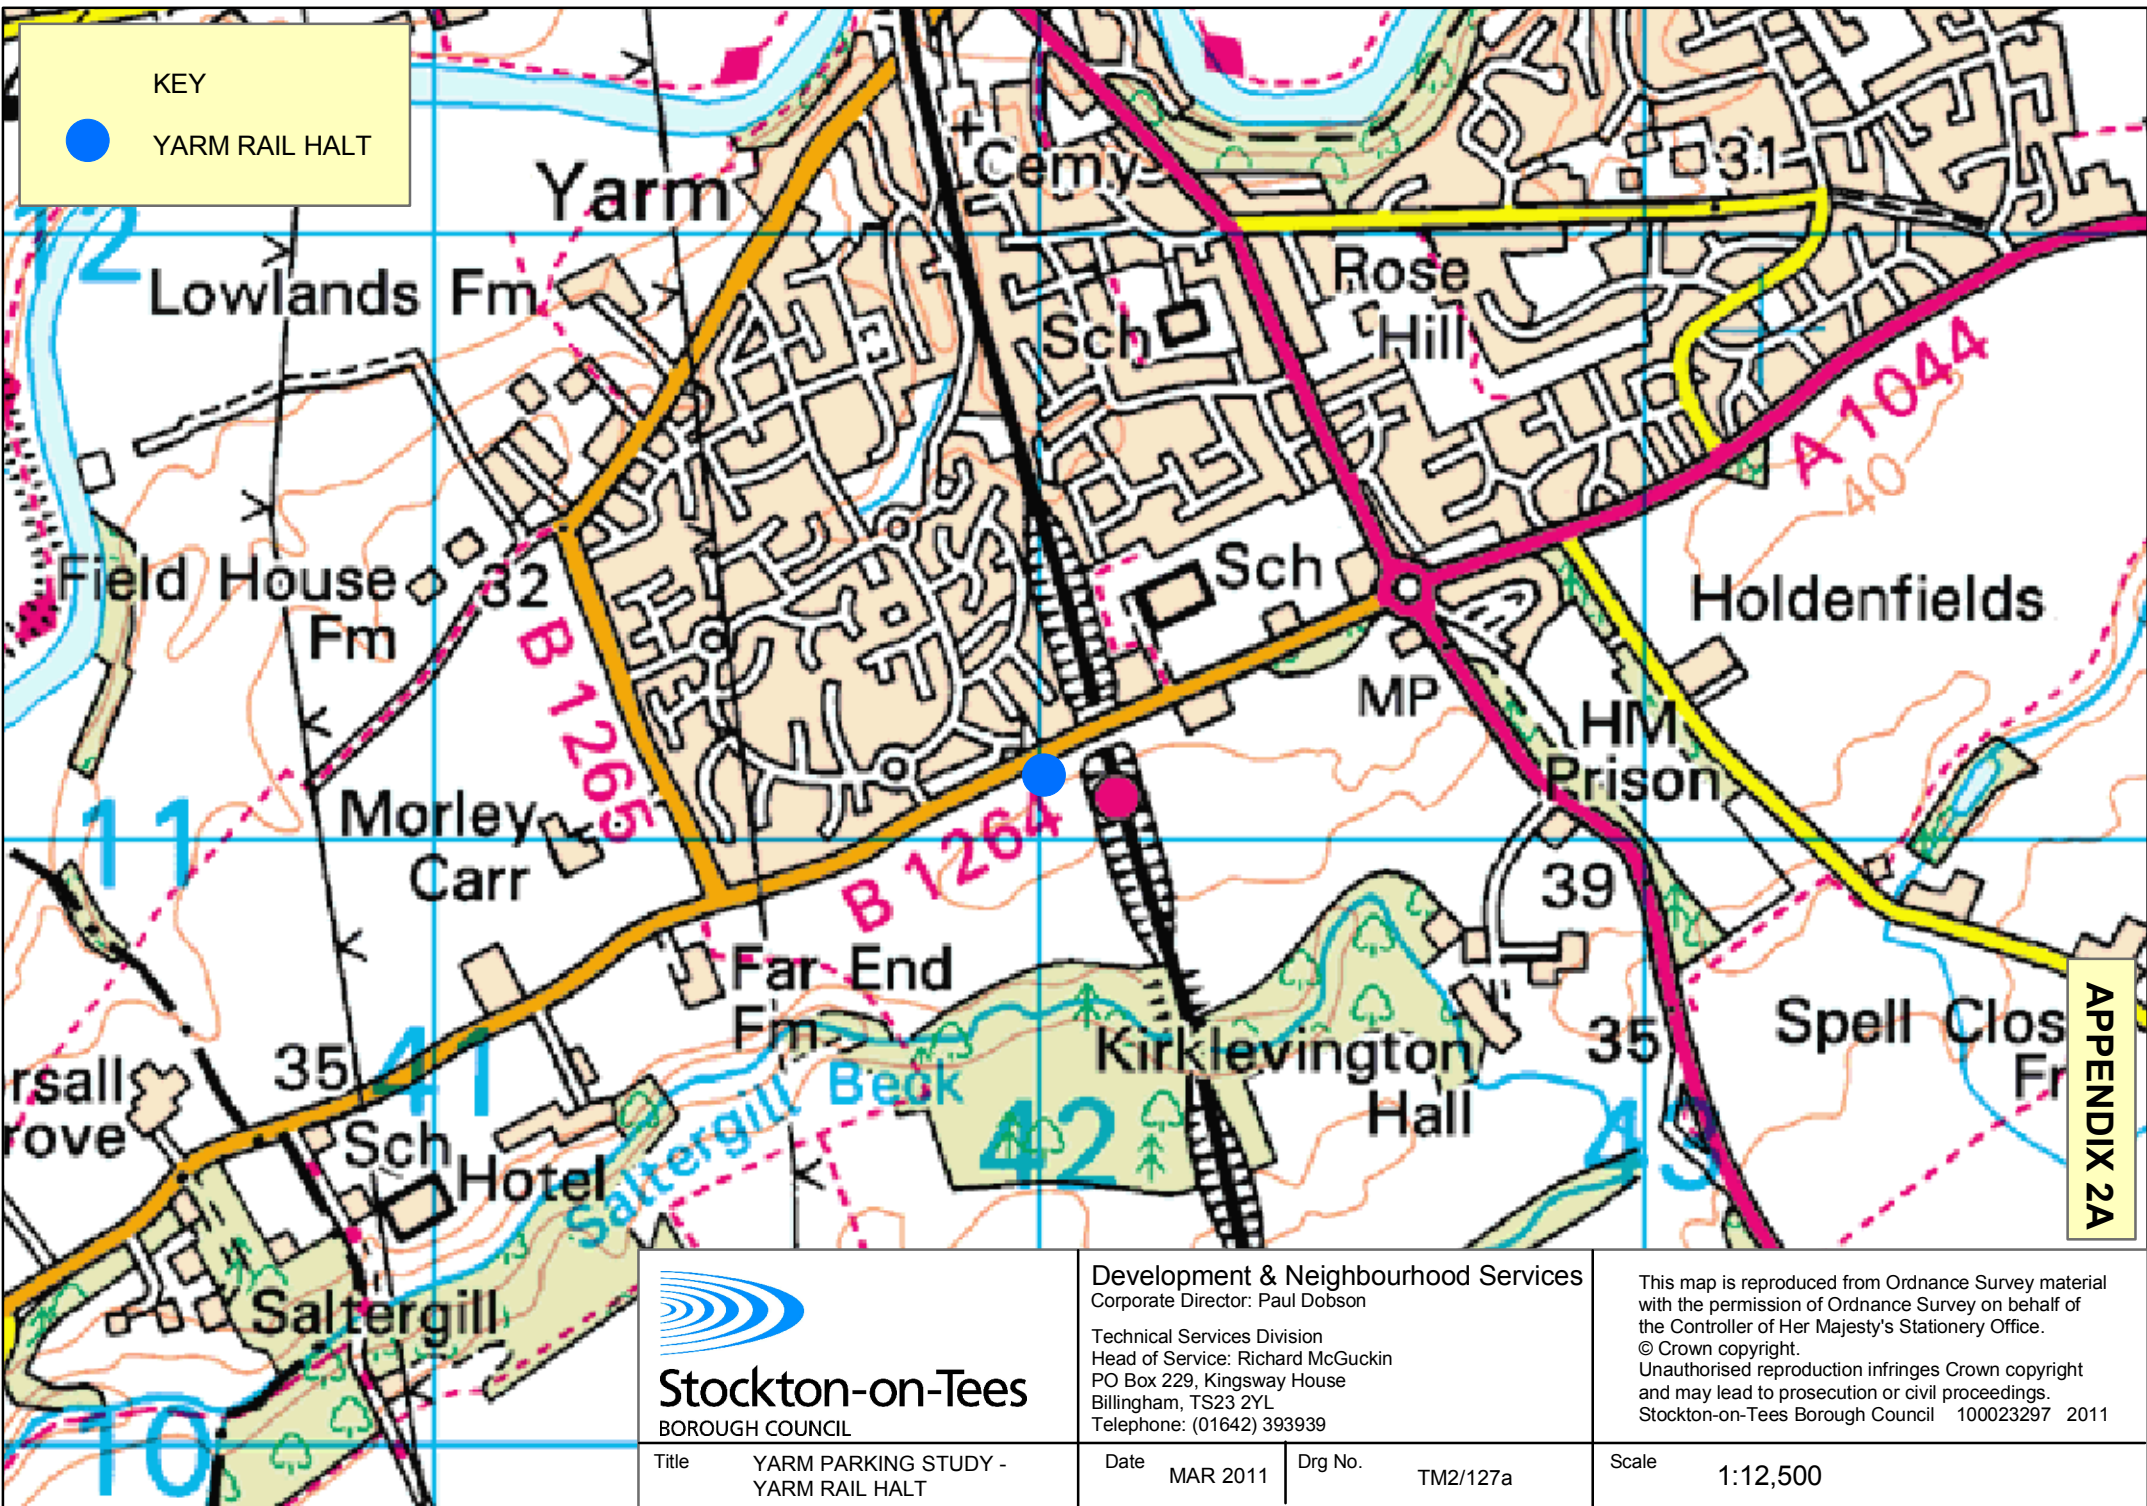 KEY
YARM RAIL HALT
12
Yarm
Cemy
31
Lowlands Fm
Rose
Hill
Sch
A 1044
40
Field House
Fm
32
Sch
Holdenfields
B 1265
MP
HM
Prison
11
Morley
Carr
B 1264
39
Far End
Fm
Kirklevington
Hall
35
Spell Clos
Fr
APPENDIX 2A
rsall
rove
35
41
Beck
Saltergill
42
43
Sch
Hotel
Saltergill
10
Stockton-on-Tees
BOROUGH COUNCIL
Development & Neighbourhood Services
Corporate Director: Paul Dobson
Technical Services Division
Head of Service: Richard McGuckin
PO Box 229, Kingsway House
Billingham, TS23 2YL
Telephone: (01642) 393939
This map is reproduced from Ordnance Survey material
with the permission of Ordnance Survey on behalf of
the Controller of Her Majesty's Stationery Office.
© Crown copyright.
Unauthorised reproduction infringes Crown copyright
and may lead to prosecution or civil proceedings.
Stockton-on-Tees Borough Council 100023297 2011
Title
YARM PARKING STUDY -
YARM RAIL HALT
Date
MAR 2011
Drg No.
TM2/127a
Scale
1:12,500